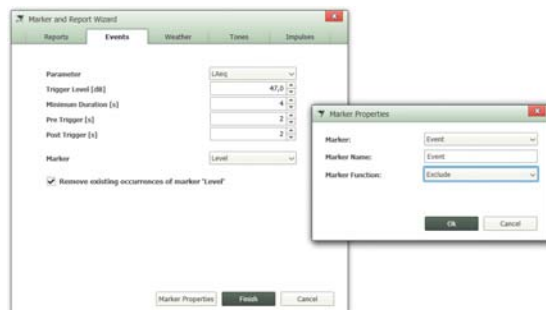 Marker and Report Wizard
Reports Events Weather Tones Impulses
Parameter LAeq
Trigger Level [dB] 47,0
Minimum Duration [s] 4
Pre Trigger [s] 2
Post Trigger [s] 2
Marker Level
Remove existing occurrences of marker 'Level'
Marker Properties Finish Cancel
Marker Properties
Marker: Event
Marker Name: Event
Marker Function: Exclude
Ok Cancel